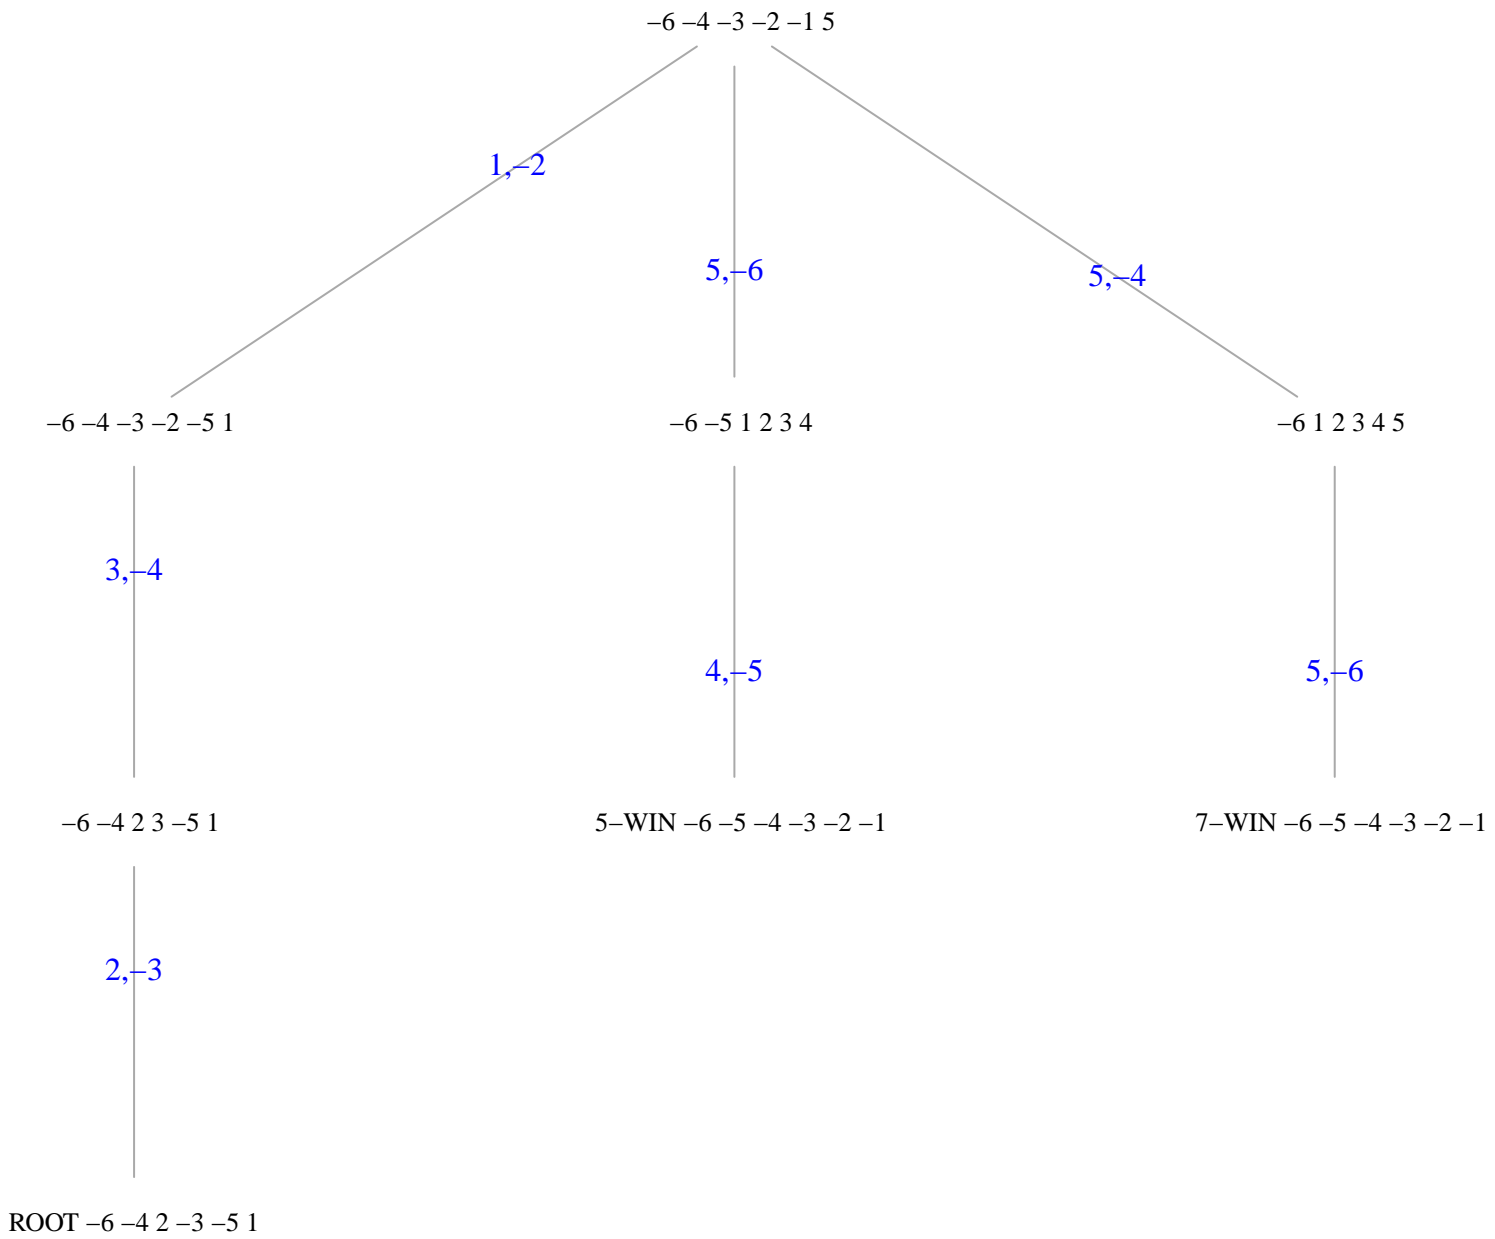 –6 –4 –3 –2 –1 5
1,–2
5,–6
5,–4
–6 –4 –3 –2 –5 1
–6 –5 1 2 3 4
–6 1 2 3 4 5
3,–4
4,–5
5,–6
–6 –4 2 3 –5 1
5–WIN –6 –5 –4 –3 –2 –1
7–WIN –6 –5 –4 –3 –2 –1
2,–3
ROOT –6 –4 2 –3 –5 1